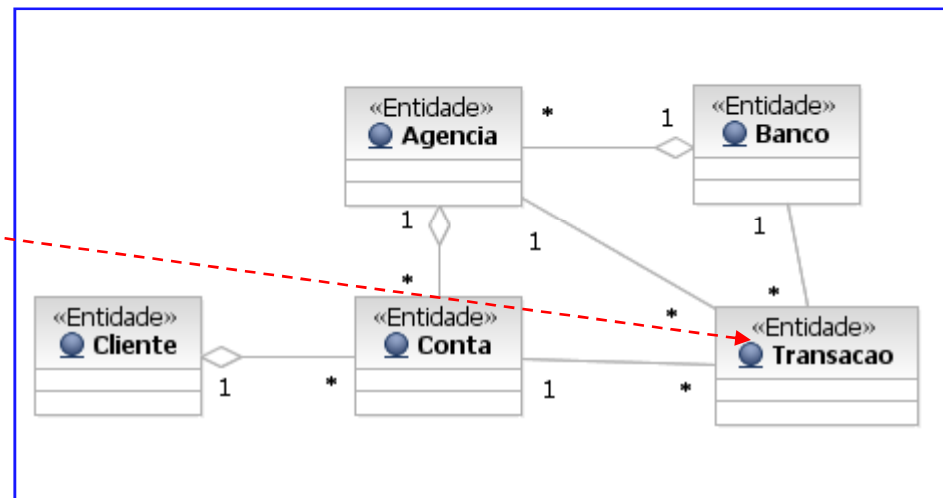 «Entidade»
Agencia
*
1
«Entidade»
Banco
1
1
1
*
*
*
«Entidade»
Cliente
1
*
«Entidade»
Conta
1
*
«Entidade»
Transacao